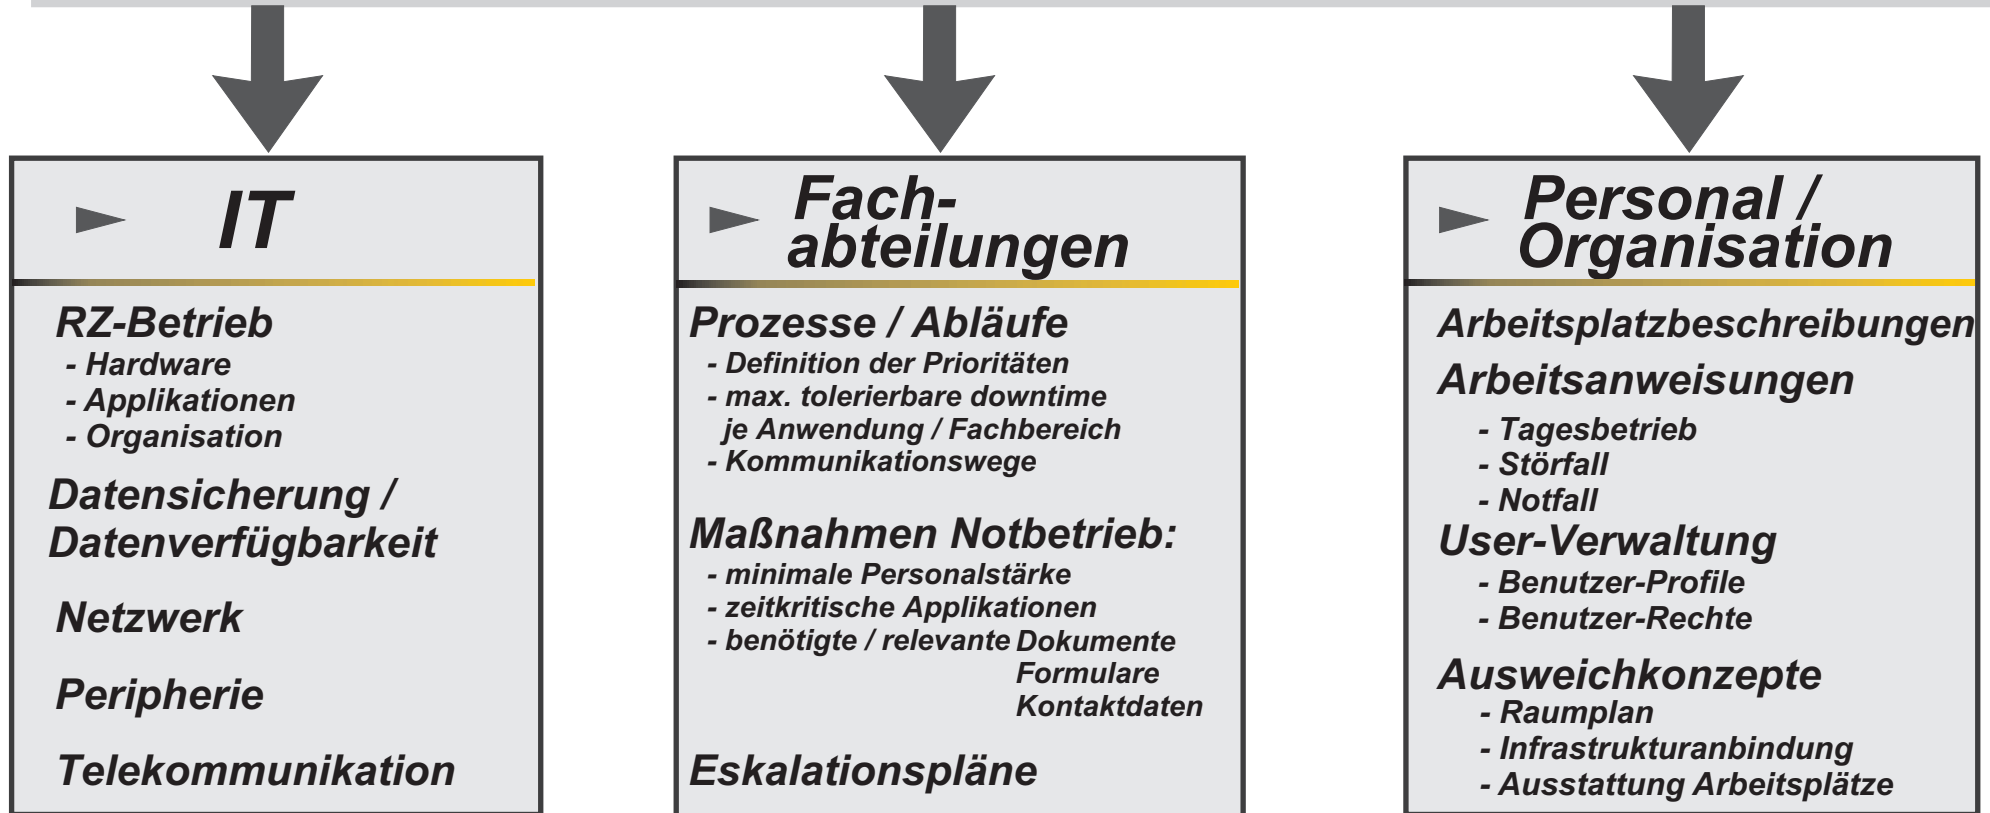 IT
RZ-Betrieb
- Hardware
- Applikationen
- Organisation
Datensicherung /
Datenverfügbarkeit
Netzwerk
Peripherie
Telekommunikation
Fach-
abteilungen
Prozesse / Abläufe
- Definition der Prioritäten
- max. tolerierbare downtime
je Anwendung / Fachbereich
- Kommunikationswege
Maßnahmen Notbetrieb:
- minimale Personalstärke
- zeitkritische Applikationen
- benötigte / relevante Dokumente
Formulare
Kontaktdaten
Eskalationspläne
Personal /
Organisation
Arbeitsplatzbeschreibungen
Arbeitsanweisungen
- Tagesbetrieb
- Störfall
- Notfall
User-Verwaltung
- Benutzer-Profile
- Benutzer-Rechte
Ausweichkonzepte
- Raumplan
- Infrastrukturanbindung
- Ausstattung Arbeitsplätze